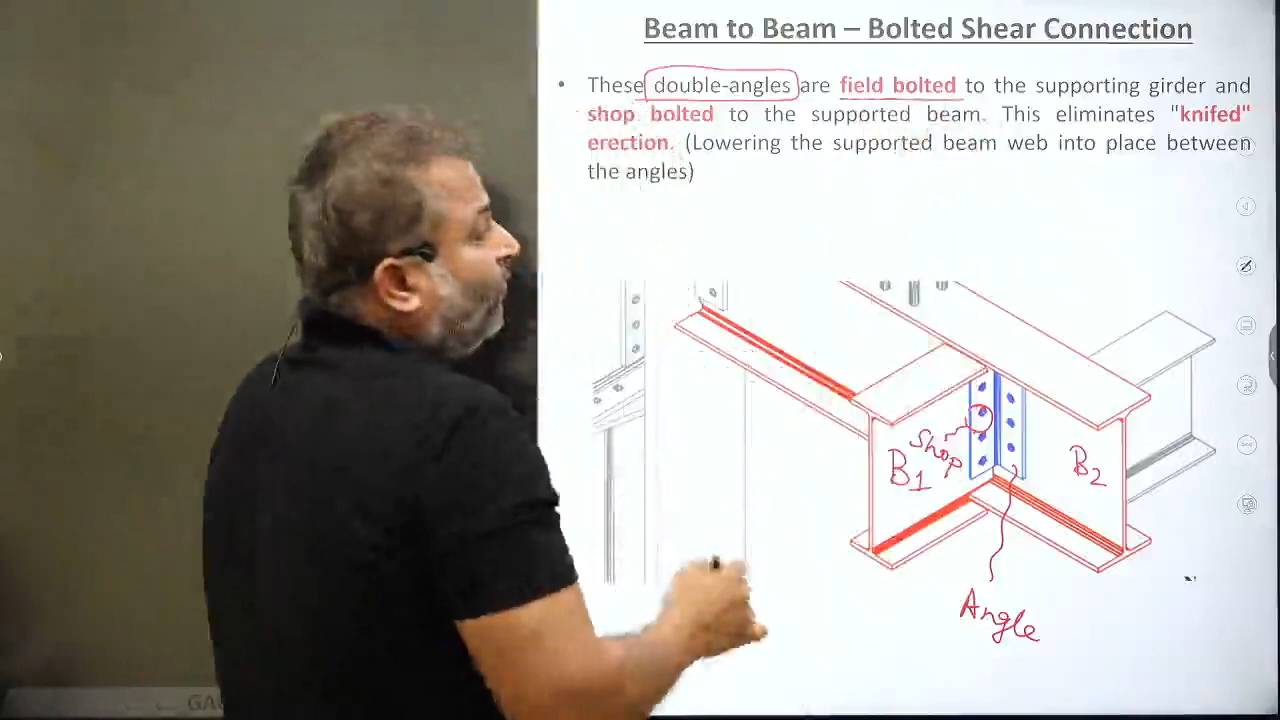 Beam to Beam – Bolted Shear Connection
• These double-angles are field bolted to the supporting girder and
shop bolted to the supported beam. This eliminates "knifed"
erection. (Lowering the supported beam web into place between
the angles)
Shop
B1
B2
Angle